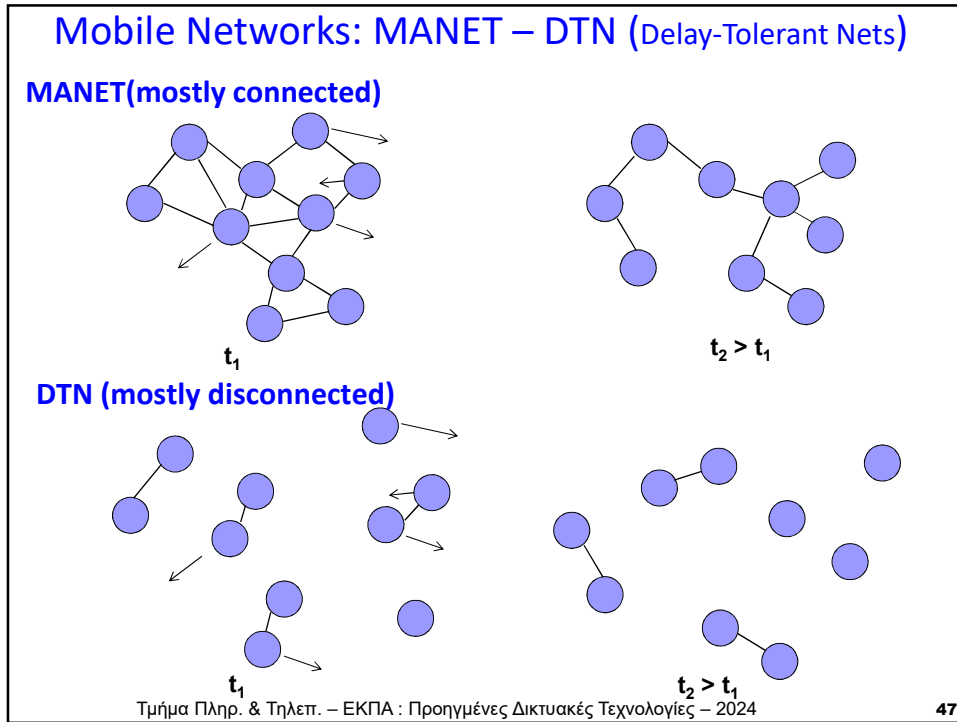 Mobile Networks: MANET – DTN (Delay-Tolerant Nets)
MANET(mostly connected)
t₁
t₂ > t₁
DTN (mostly disconnected)
t₁
t₂ > t₁
Τμήμα Πληρ. & Τηλεπ. – ΕΚΠΑ : Προηγμένες Δικτυακές Τεχνολογίες – 2024
47